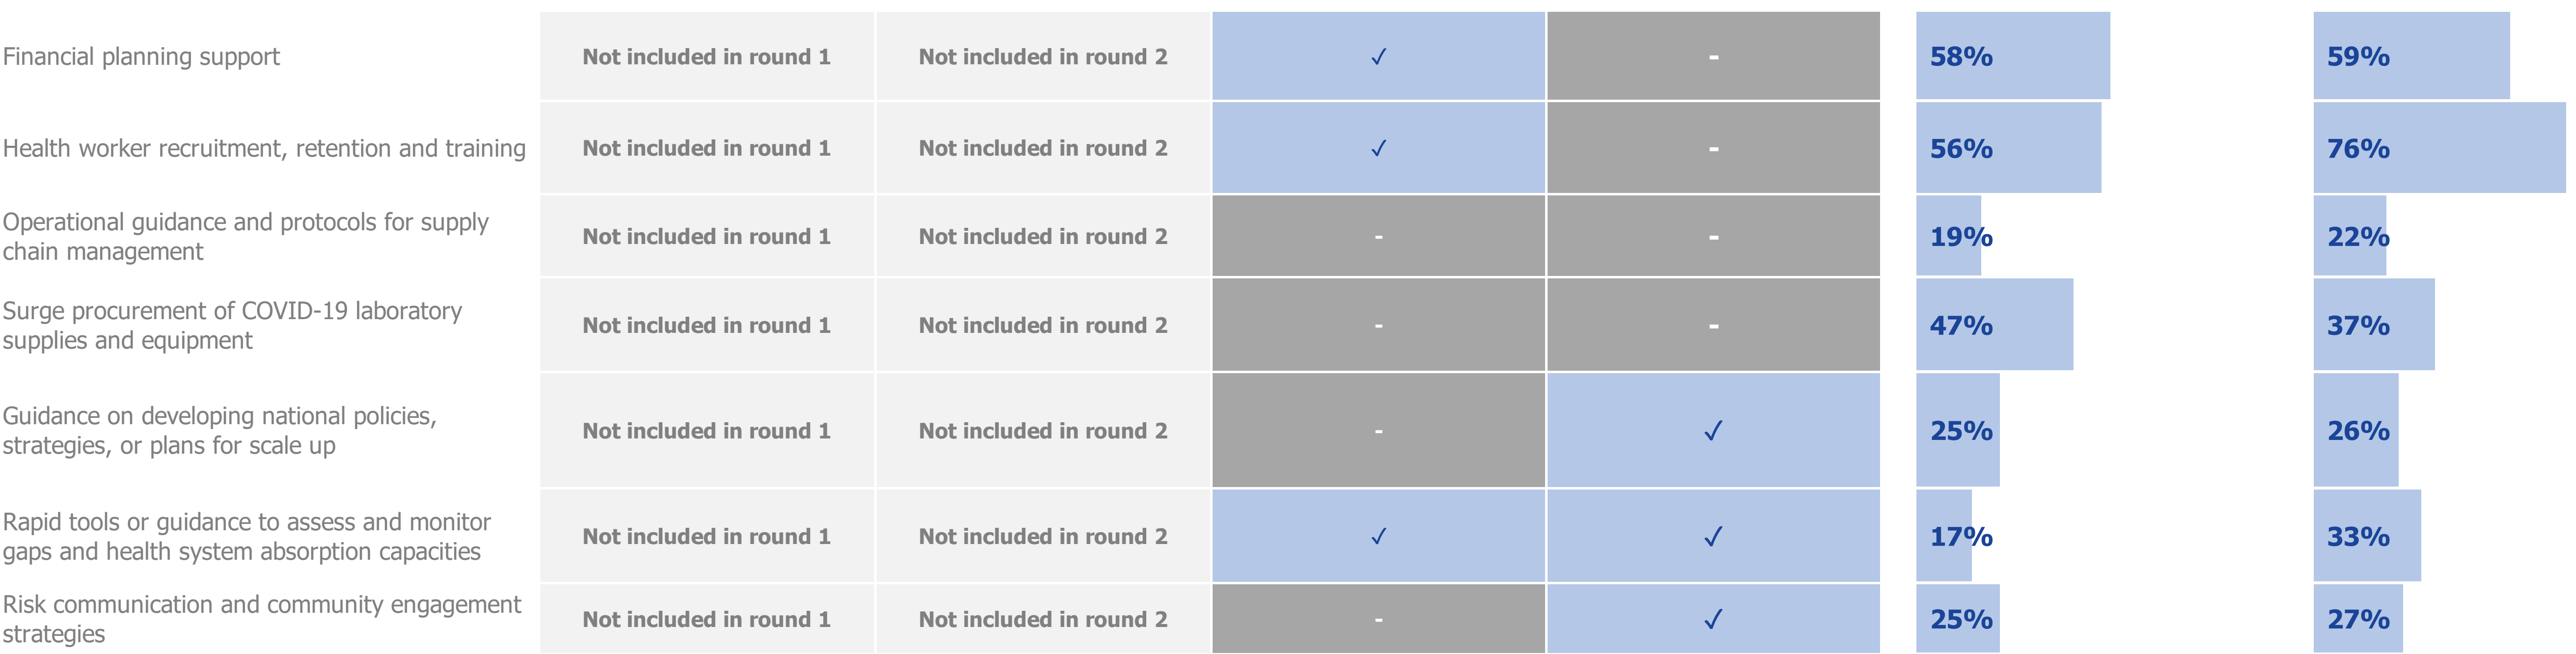 Financial planning support
Not included in round 1
Not included in round 2
✓
-
58%
59%
Health worker recruitment, retention and training
Not included in round 1
Not included in round 2
✓
-
56%
76%
Operational guidance and protocols for supply
chain management
Not included in round 1
Not included in round 2
-
-
19%
22%
Surge procurement of COVID-19 laboratory
supplies and equipment
Not included in round 1
Not included in round 2
-
-
47%
37%
Guidance on developing national policies,
strategies, or plans for scale up
Not included in round 1
Not included in round 2
-
✓
25%
26%
Rapid tools or guidance to assess and monitor
gaps and health system absorption capacities
Not included in round 1
Not included in round 2
✓
✓
17%
33%
Risk communication and community engagement
strategies
Not included in round 1
Not included in round 2
-
✓
25%
27%